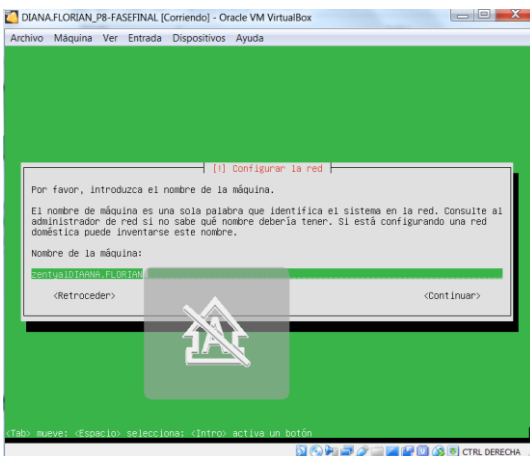 DIANA.FLORIAN_P8-FASEFINAL [Corriendo] - Oracle VM VirtualBox
Archivo Máquina Ver Entrada Dispositivos Ayuda
[!] Configurar la red
Por favor, introduzca el nombre de la máquina.
El nombre de máquina es una sola palabra que identifica el sistema en la red. Consulte al
administrador de red si no sabe qué nombre debería tener. Si está configurando una red
doméstica puede inventarse este nombre.
Nombre de la máquina:
zentyalDIAANA.FLORIAN
<Retroceder> <Continuar>
<Tab> mueve; <Espacio> selecciona; <Intro> activa un botón
CTRL DERECHA